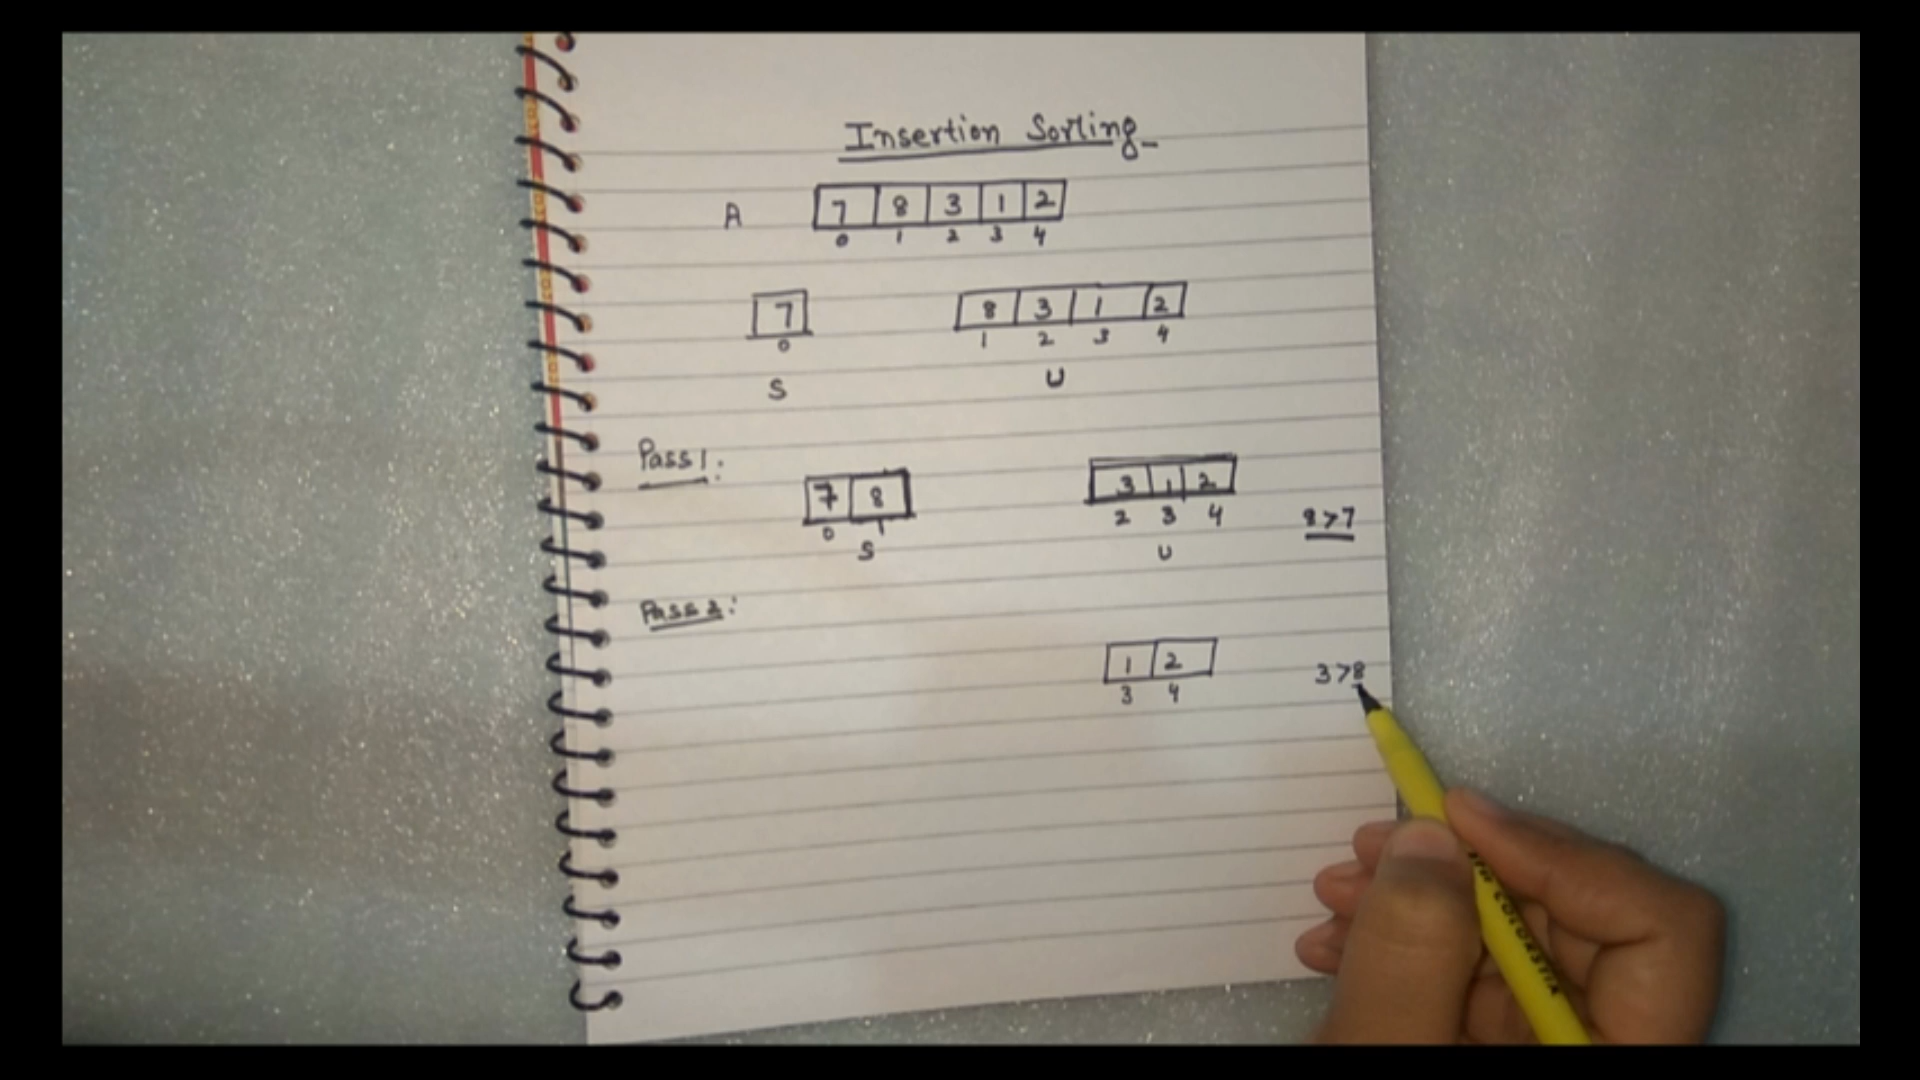 Insertion Sorting
A 7 8 3 1 2
0 1 2 3 4
7 8 3 1 2
0 1 2 3 4
S U
Pass 1:
7 8 3 1 2
0 1 2 3 4 8>7
S U
Pass 2:
1 2 3>8
3 4